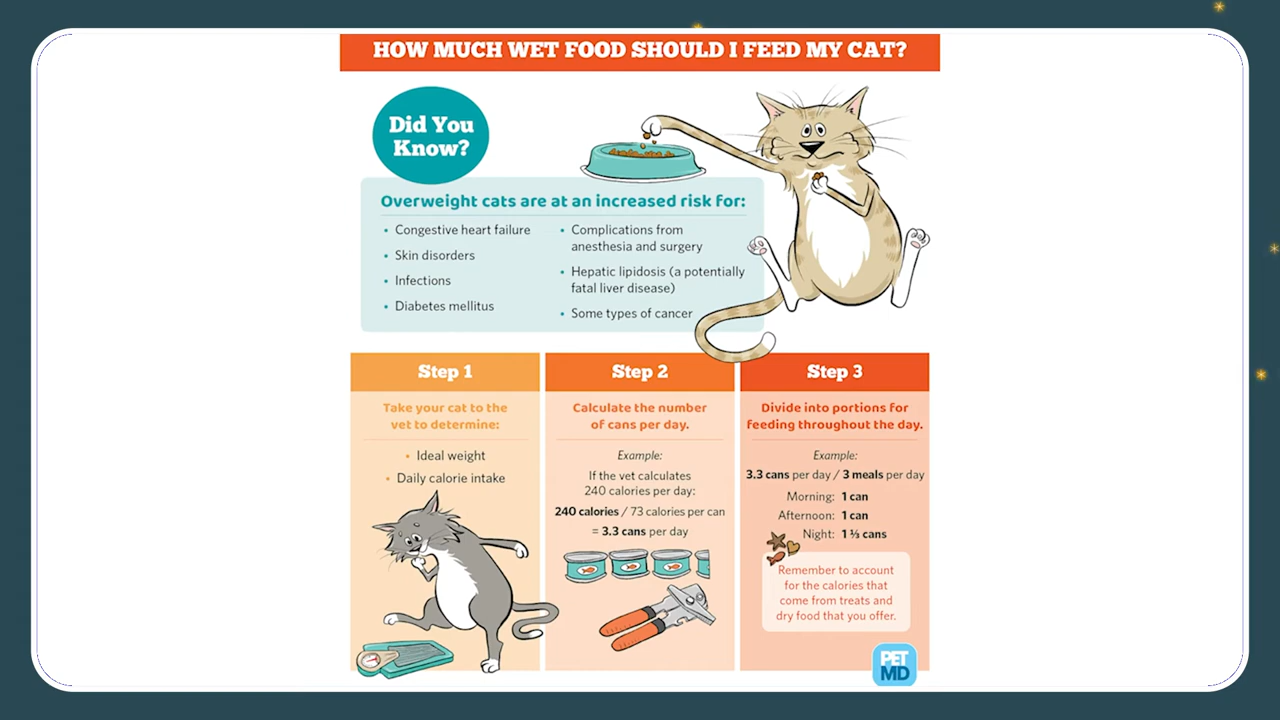 HOW MUCH WET FOOD SHOULD I FEED MY CAT?
Did You
Know?
Overweight cats are at an increased risk for:
• Congestive heart failure
• Skin disorders
• Infections
• Diabetes mellitus
• Complications from
anesthesia and surgery
• Hepatic lipidosis (a potentially
fatal liver disease)
• Some types of cancer
Step 1
Take your cat to the
vet to determine:
• Ideal weight
• Daily calorie intake
Step 2
Calculate the number
of cans per day.
Example:
If the vet calculates
240 calories per day:
240 calories / 73 calories per can
= 3.3 cans per day
Step 3
Divide into portions for
feeding throughout the day.
Example:
3.3 cans per day / 3 meals per day
Morning: 1 can
Afternoon: 1 can
Night: 1 ⅓ cans
Remember to account
for the calories that
come from treats and
dry food that you offer.
PET
MD